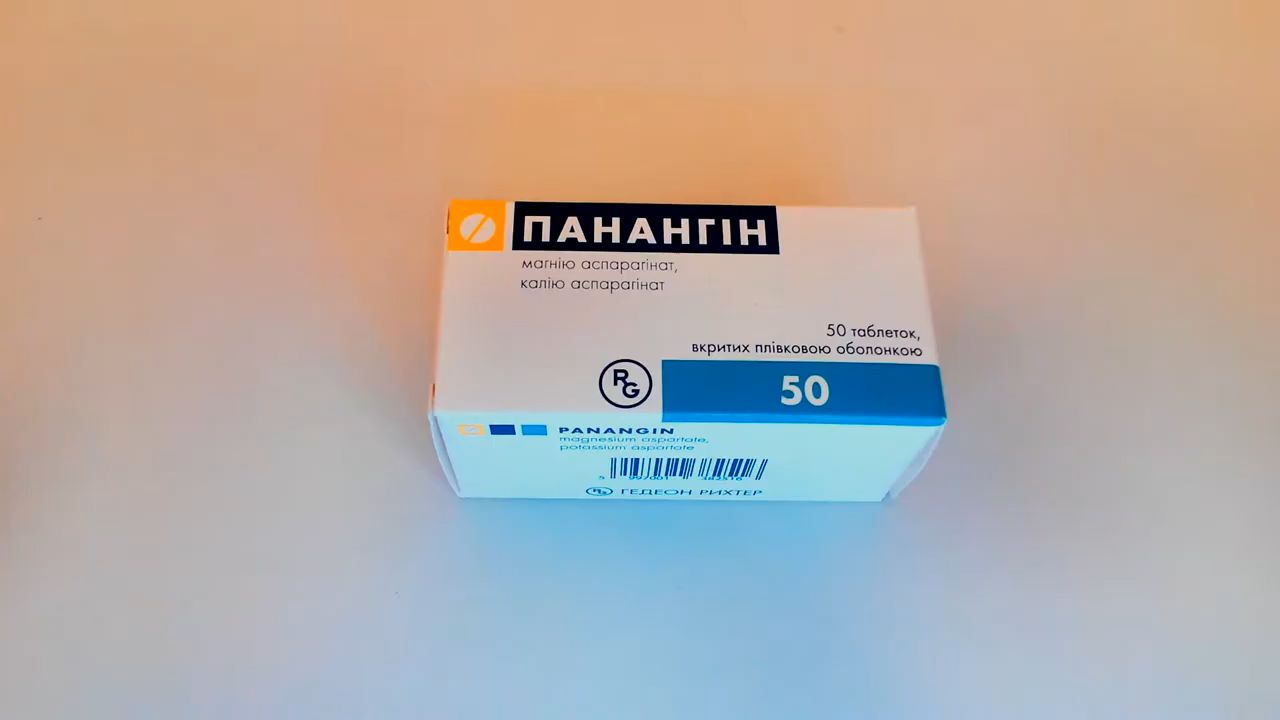 ПАНАНГІН
магнію аспарагінат,
калію аспарагінат
50 таблеток,
вкритих плівковою оболонкою
RG
50
PANANGIN
magnesium aspartate,
potassium aspartate
RG ГЕДЕОН РИХТЕР